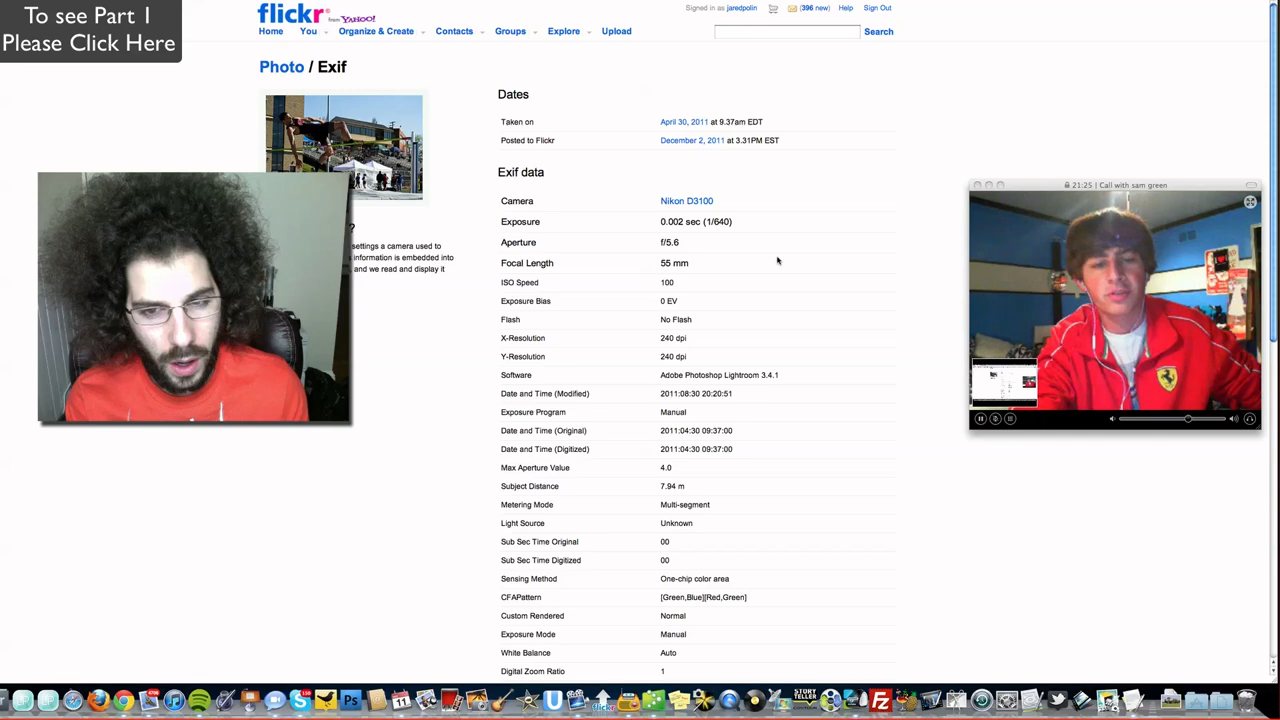 To see Part 1
Please Click Here
flickr from YAHOO!
Signed in as jaredpolin (396 new) Help Sign Out
Home You Organize & Create Contacts Groups Explore Upload Search
Photo / Exif
Dates
Taken on April 30, 2011 at 9.37am EDT
Posted to Flickr December 2, 2011 at 3.31PM EST
Exif data
Camera Nikon D3100
Exposure 0.002 sec (1/640)
Aperture f/5.6
Focal Length 55 mm
ISO Speed 100
Exposure Bias 0 EV
Flash No Flash
X-Resolution 240 dpi
Y-Resolution 240 dpi
Software Adobe Photoshop Lightroom 3.4.1
Date and Time (Modified) 2011:08:30 20:20:51
Exposure Program Manual
Date and Time (Original) 2011:04:30 09:37:00
Date and Time (Digitized) 2011:04:30 09:37:00
Max Aperture Value 4.0
Subject Distance 7.94 m
Metering Mode Multi-segment
Light Source Unknown
Sub Sec Time Original 00
Sub Sec Time Digitized 00
Sensing Method One-chip color area
CFAPattern [Green,Blue][Red,Green]
Custom Rendered Normal
Exposure Mode Manual
White Balance Auto
Digital Zoom Ratio 1
?
settings a camera used to
s information is embedded into
, and we read and display it
21:25 | Call with sam green
4706
150
Ps
11
flickr
STORY
TELLER
Fz